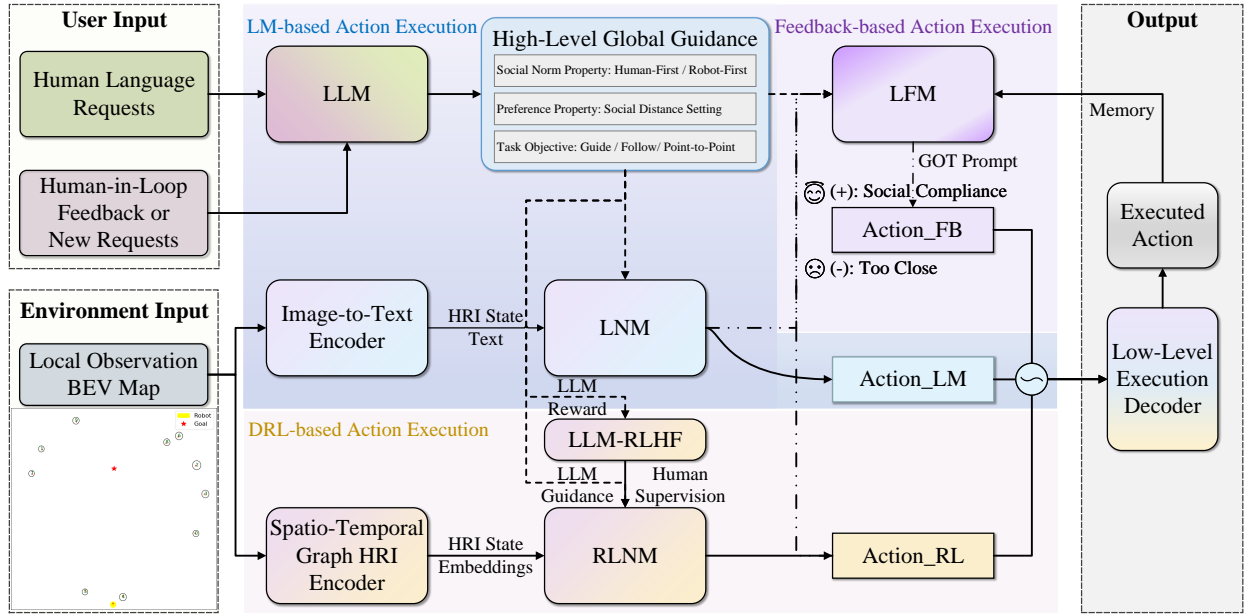 User Input
Human Language
Requests
Human-in-Loop
Feedback or
New Requests
Environment Input
Local Observation
BEV Map
Robot
Goal
LM-based Action Execution
LLM
High-Level Global Guidance
Social Norm Property: Human-First / Robot-First
Preference Property: Social Distance Setting
Task Objective: Guide / Follow/ Point-to-Point
Image-to-Text
Encoder
HRI State
Text
LNM
LLM
Reward
DRL-based Action Execution
LLM-RLHF
LLM
Guidance
Human
Supervision
Spatio-Temporal
Graph HRI
Encoder
HRI State
Embeddings
RLNM
Feedback-based Action Execution
LFM
GOT Prompt
(+): Social Compliance
Action_FB
(-): Too Close
Action_LM
Action_RL
Output
Memory
Executed
Action
Low-Level
Execution
Decoder